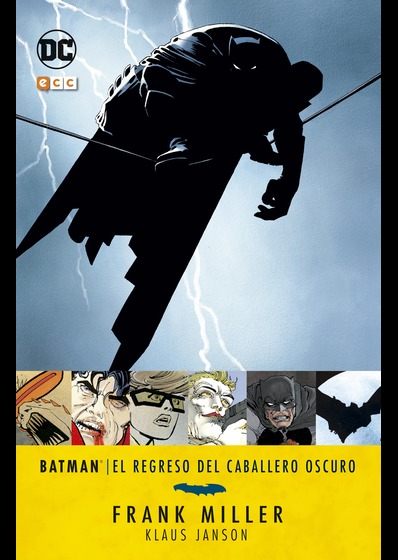 DC
ecc
BATMAN® | EL REGRESO DEL CABALLERO OSCURO
FRANK MILLER
KLAUS JANSON